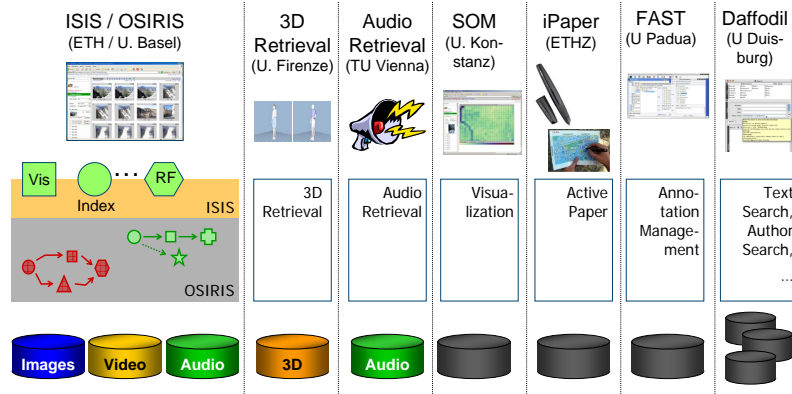 ISIS / OSIRIS
(ETH / U. Basel)
3D
Retrieval
(U. Firenze)
Audio
Retrieval
(TU Vienna)
SOM
(U. Kon-
stanz)
iPaper
(ETHZ)
FAST
(U Padua)
Daffodil
(U Duis-
burg)
Vis
...
RF
Index
ISIS
OSIRIS
3D
Retrieval
Audio
Retrieval
Visua-
lization
Active
Paper
Anno-
tation
Manage-
ment
Text
Search,
Author
Search,
...
Images
Video
Audio
3D
Audio